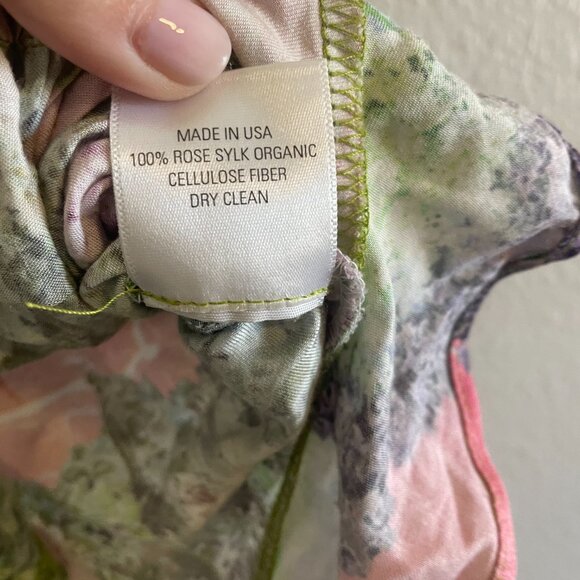 MADE IN USA
100% ROSE SYLK ORGANIC
CELLULOSE FIBER
DRY CLEAN